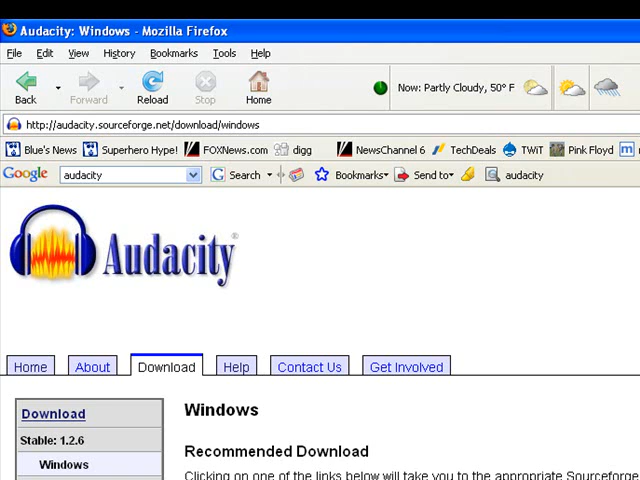 Audacity: Windows - Mozilla Firefox
File Edit View History Bookmarks Tools Help
Back Forward Reload Stop Home Now: Partly Cloudy, 50° F
http://audacity.sourceforge.net/download/windows
Blue's News Superhero Hype! FOXNews.com digg NewsChannel 6 TechDeals TWiT Pink Floyd m
Google audacity G Search Bookmarks Send to audacity
Audacity®
Home About Download Help Contact Us Get Involved
Download
Stable: 1.2.6
Windows
Windows
Recommended Download
Clicking on one of the links below will take you to the appropriate Sourceforge